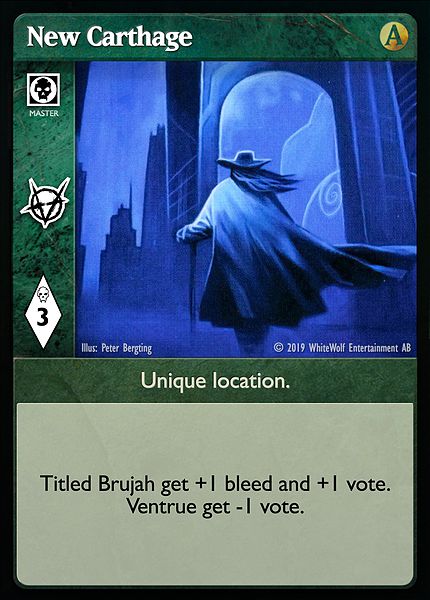 New Carthage
A
MASTER
3
Illus: Peter Bergting
© 2019 WhiteWolf Entertainment AB
Unique location.
Titled Brujah get +1 bleed and +1 vote.
Ventrue get -1 vote.